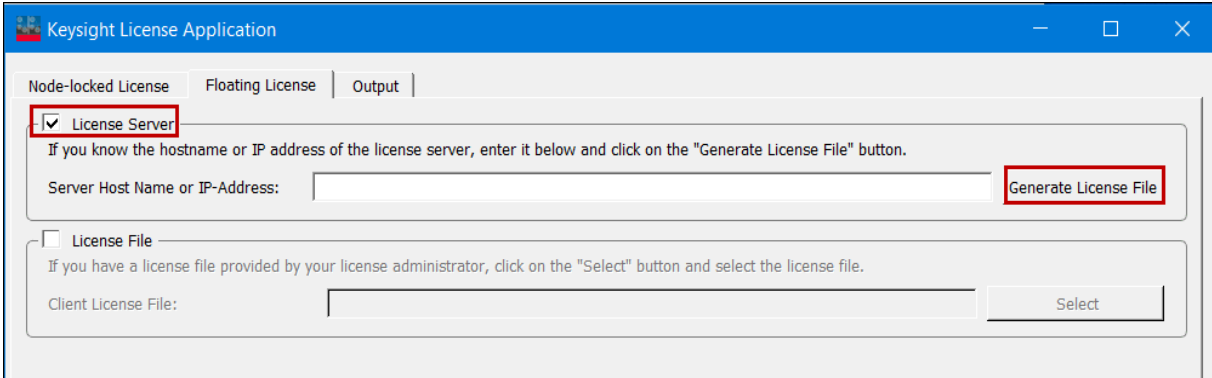 Keysight License Application
Node-locked License Floating License Output
License Server
If you know the hostname or IP address of the license server, enter it below and click on the "Generate License File" button.
Server Host Name or IP-Address: Generate License File
License File
If you have a license file provided by your license administrator, click on the "Select" button and select the license file.
Client License File: Select